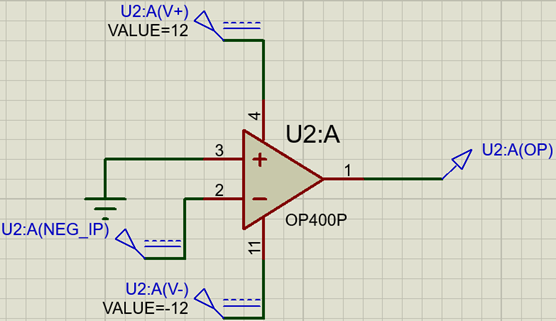 U2:A(V+)
VALUE=12
4
U2:A
3
+
1
U2:A(OP)
2
−
U2:A(NEG_IP)
OP400P
11
U2:A(V-)
VALUE=-12